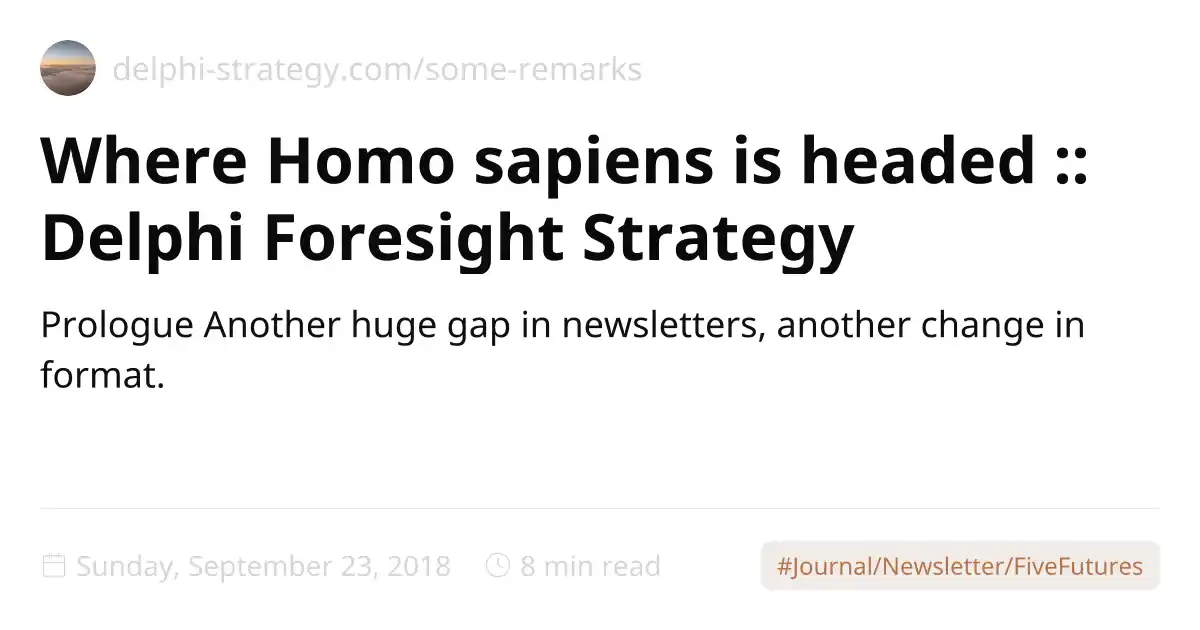 delphi-strategy.com/some-remarks
Where Homo sapiens is headed ::
Delphi Foresight Strategy
Prologue Another huge gap in newsletters, another change in
format.
Sunday, September 23, 2018 8 min read #Journal/Newsletter/FiveFutures